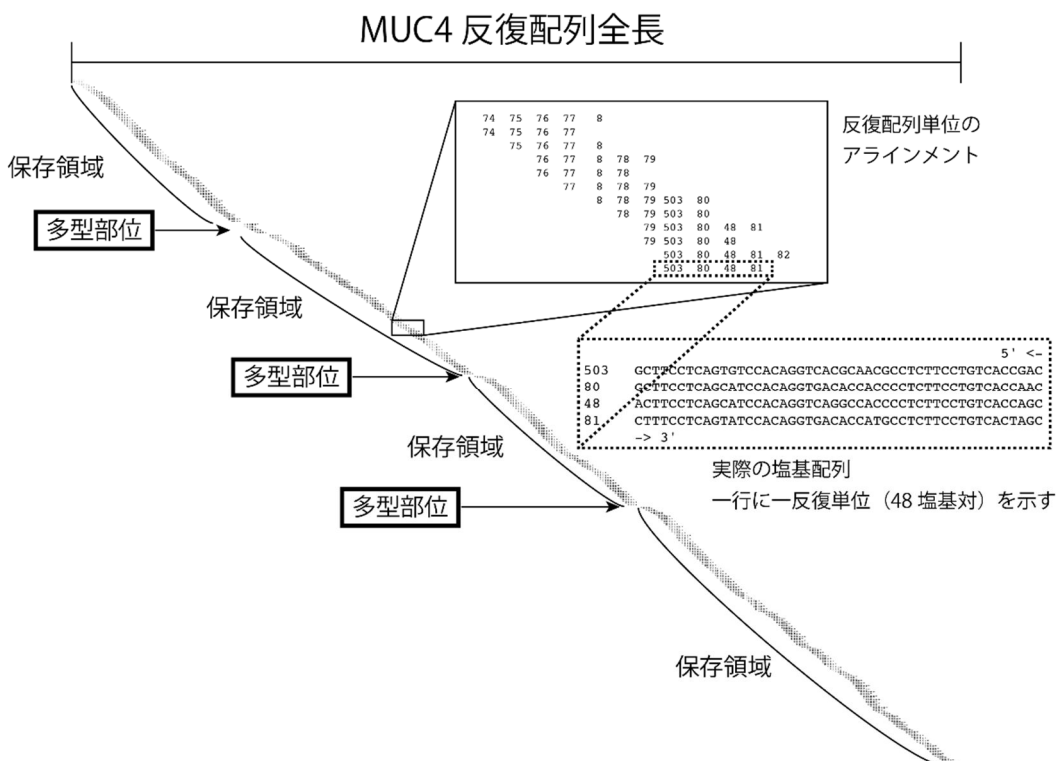 MUC4 反復配列全長
74 75 76 77 8
74 75 76 77
75 76 77 8
76 77 8 78 79
76 77 8 78
77 8 78 79
8 78 79 503 80
78 79 503 80
79 503 80 48 81
79 503 80 48
503 80 48 81 82
503 80 48 81
反復配列単位の
アラインメント
保存領域
多型部位
保存領域
多型部位
5' <-
503 GCTTCCTCAGTGTCCACAGGTCACGCAACGCCTCTTCCTGTCACCGAC
80 GCTTCCTCAGCATCCACAGGTGACACCACCCCTCTTCCTGTCACCAAC
48 ACTTCCTCAGCATCCACAGGTCAGGCCACCCCTCTTCCTGTCACCAGC
81 CTTTCCTCAGTATCCACAGGTGACACCATGCCTCTTCCTGTCACTAGC
-> 3'
保存領域
実際の塩基配列
一行に一反復単位（48 塩基対）を示す
多型部位
保存領域